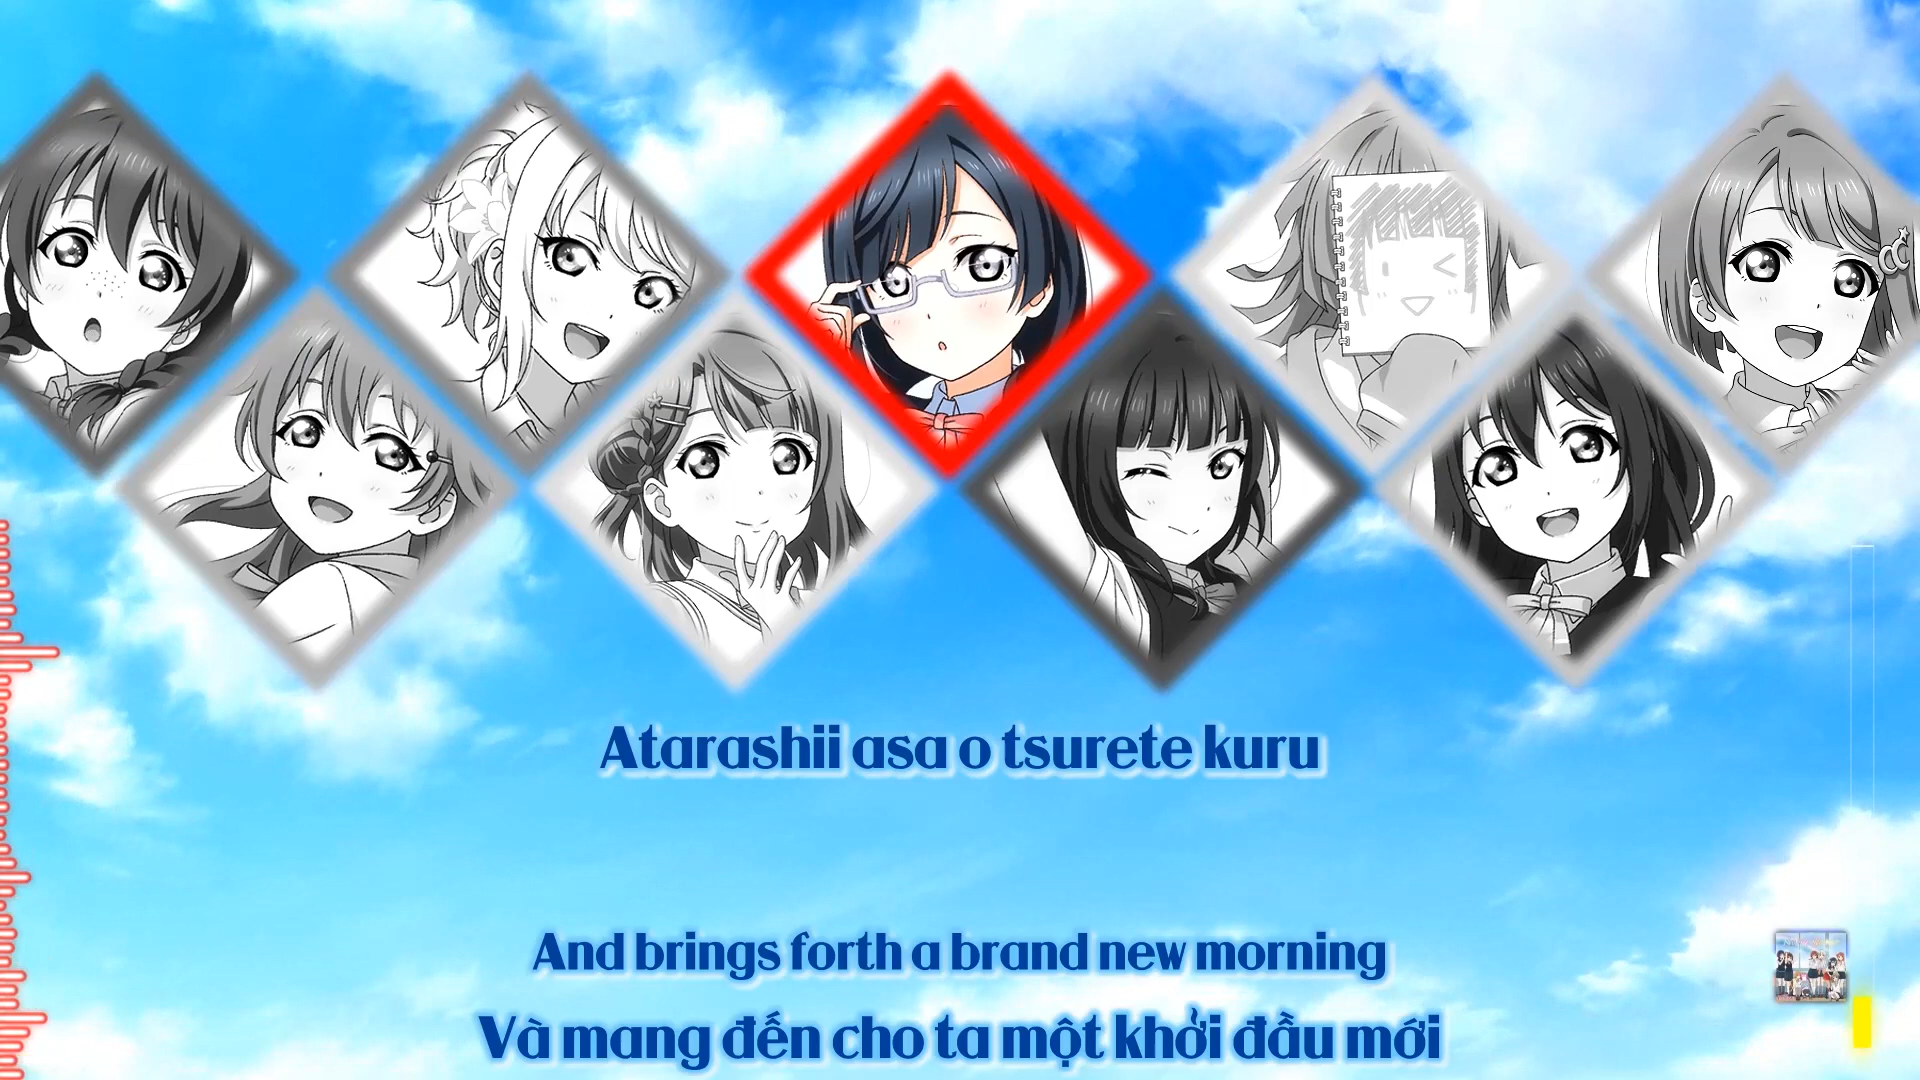 Atarashii asa o tsurete kuru
And brings forth a brand new morning
Và mang đến cho ta một khởi đầu mới